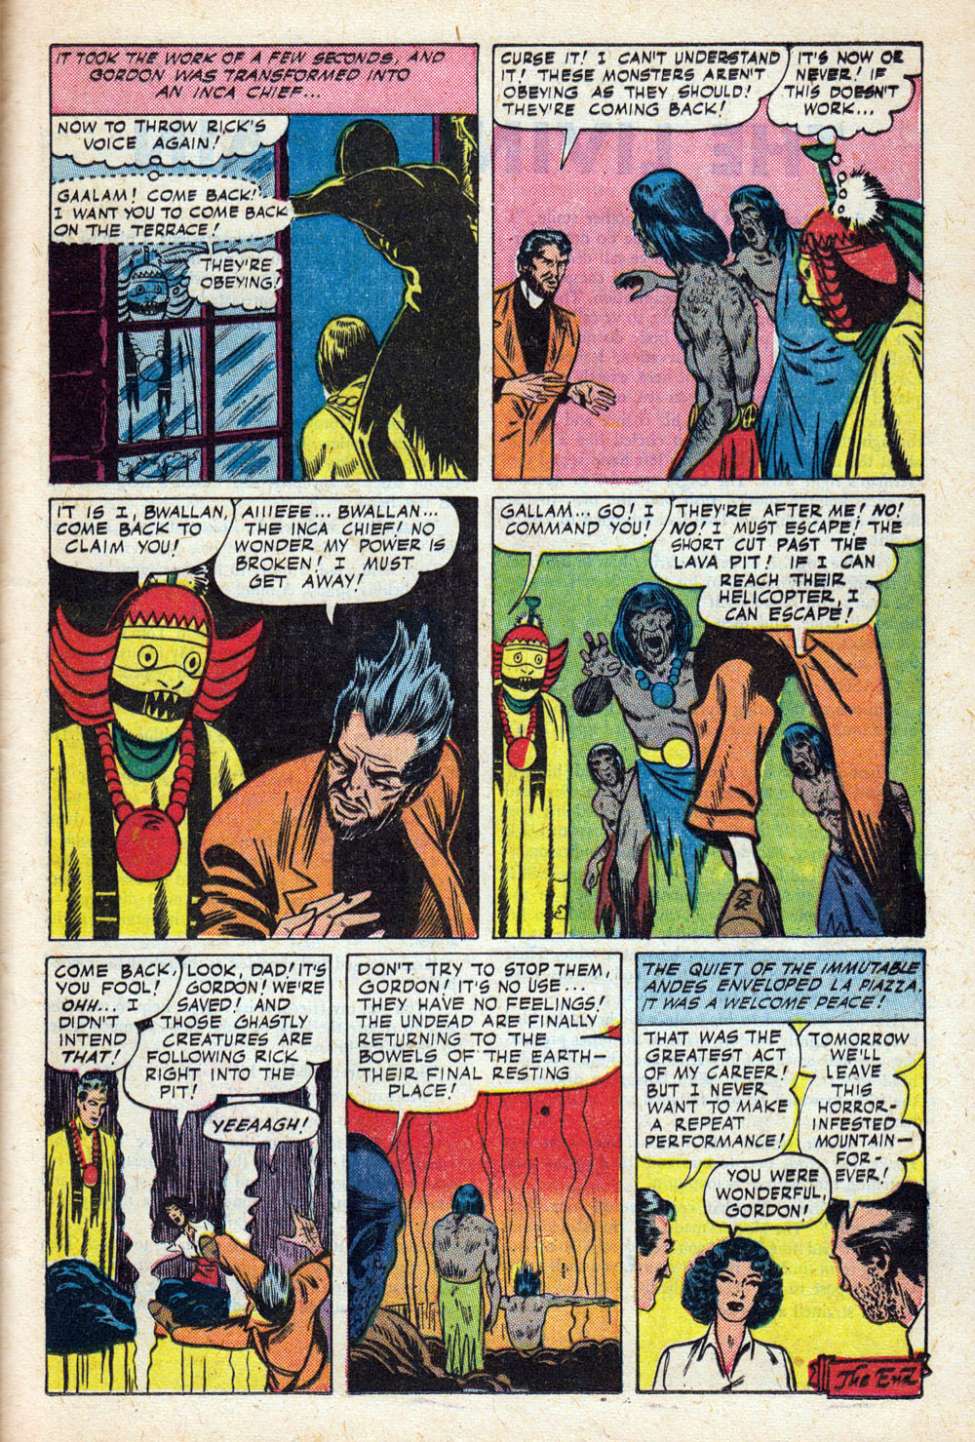 IT TOOK THE WORK OF A FEW SECONDS, AND
GORDON WAS TRANSFORMED INTO
AN INCA CHIEF...
NOW TO THROW RICK'S
VOICE AGAIN!
GAALAM! COME BACK!
I WANT YOU TO COME BACK
ON THE TERRACE!
THEY'RE
OBEYING!
CURSE IT! I CAN'T UNDERSTAND
IT! THESE MONSTERS AREN'T
OBEYING AS THEY SHOULD!
THEY'RE COMING BACK!
IT'S NOW OR
NEVER! IF
THIS DOESN'T
WORK...
IT IS I, BWALLAN,
COME BACK TO
CLAIM YOU!
AIIIEEE... BWALLAN...
THE INCA CHIEF! NO
WONDER MY POWER IS
BROKEN! I MUST
GET AWAY!
GALLAM... GO! I
COMMAND YOU!
THEY'RE AFTER ME! NO!
NO! I MUST ESCAPE! THE
SHORT CUT PAST THE
LAVA PIT! IF I CAN
REACH THEIR
HELICOPTER, I
CAN ESCAPE!
COME BACK,
YOU FOOL!
OHH... I
DIDN'T
INTEND
THAT!
LOOK, DAD! IT'S
GORDON! WE'RE
SAVED! AND
THOSE GHASTLY
CREATURES ARE
FOLLOWING RICK
RIGHT INTO THE
PIT!
YEEAAGH!
DON'T TRY TO STOP THEM,
GORDON! IT'S NO USE...
THEY HAVE NO FEELINGS!
THE UNDEAD ARE FINALLY
RETURNING TO THE
BOWELS OF THE EARTH—
THEIR FINAL RESTING
PLACE!
THE QUIET OF THE IMMUTABLE
ANDES ENVELOPED LA PIAZZA.
IT WAS A WELCOME PEACE!
THAT WAS THE
GREATEST ACT
OF MY CAREER!
BUT I NEVER
WANT TO MAKE
A REPEAT
PERFORMANCE!
YOU WERE
WONDERFUL,
GORDON!
TOMORROW
WE'LL
LEAVE
THIS
HORROR-
INFESTED
MOUNTAIN—
FOR-
EVER!
The End